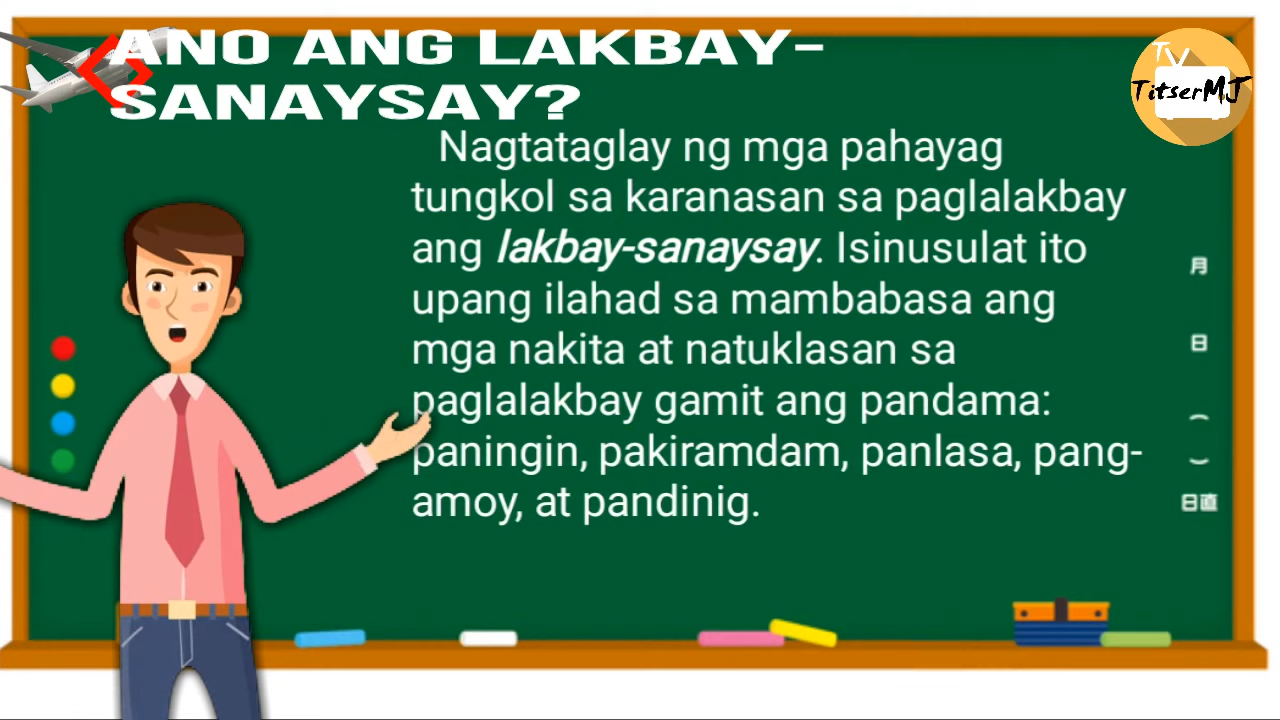 ANO ANG LAKBAY-
SANAYSAY?
TV
TitserMJ
Nagtataglay ng mga pahayag
tungkol sa karanasan sa paglalakbay
ang lakbay-sanaysay. Isinusulat ito
upang ilahad sa mambabasa ang
mga nakita at natuklasan sa
paglalakbay gamit ang pandama:
paningin, pakiramdam, panlasa, pang-
amoy, at pandinig.
月
日
(
)
日直